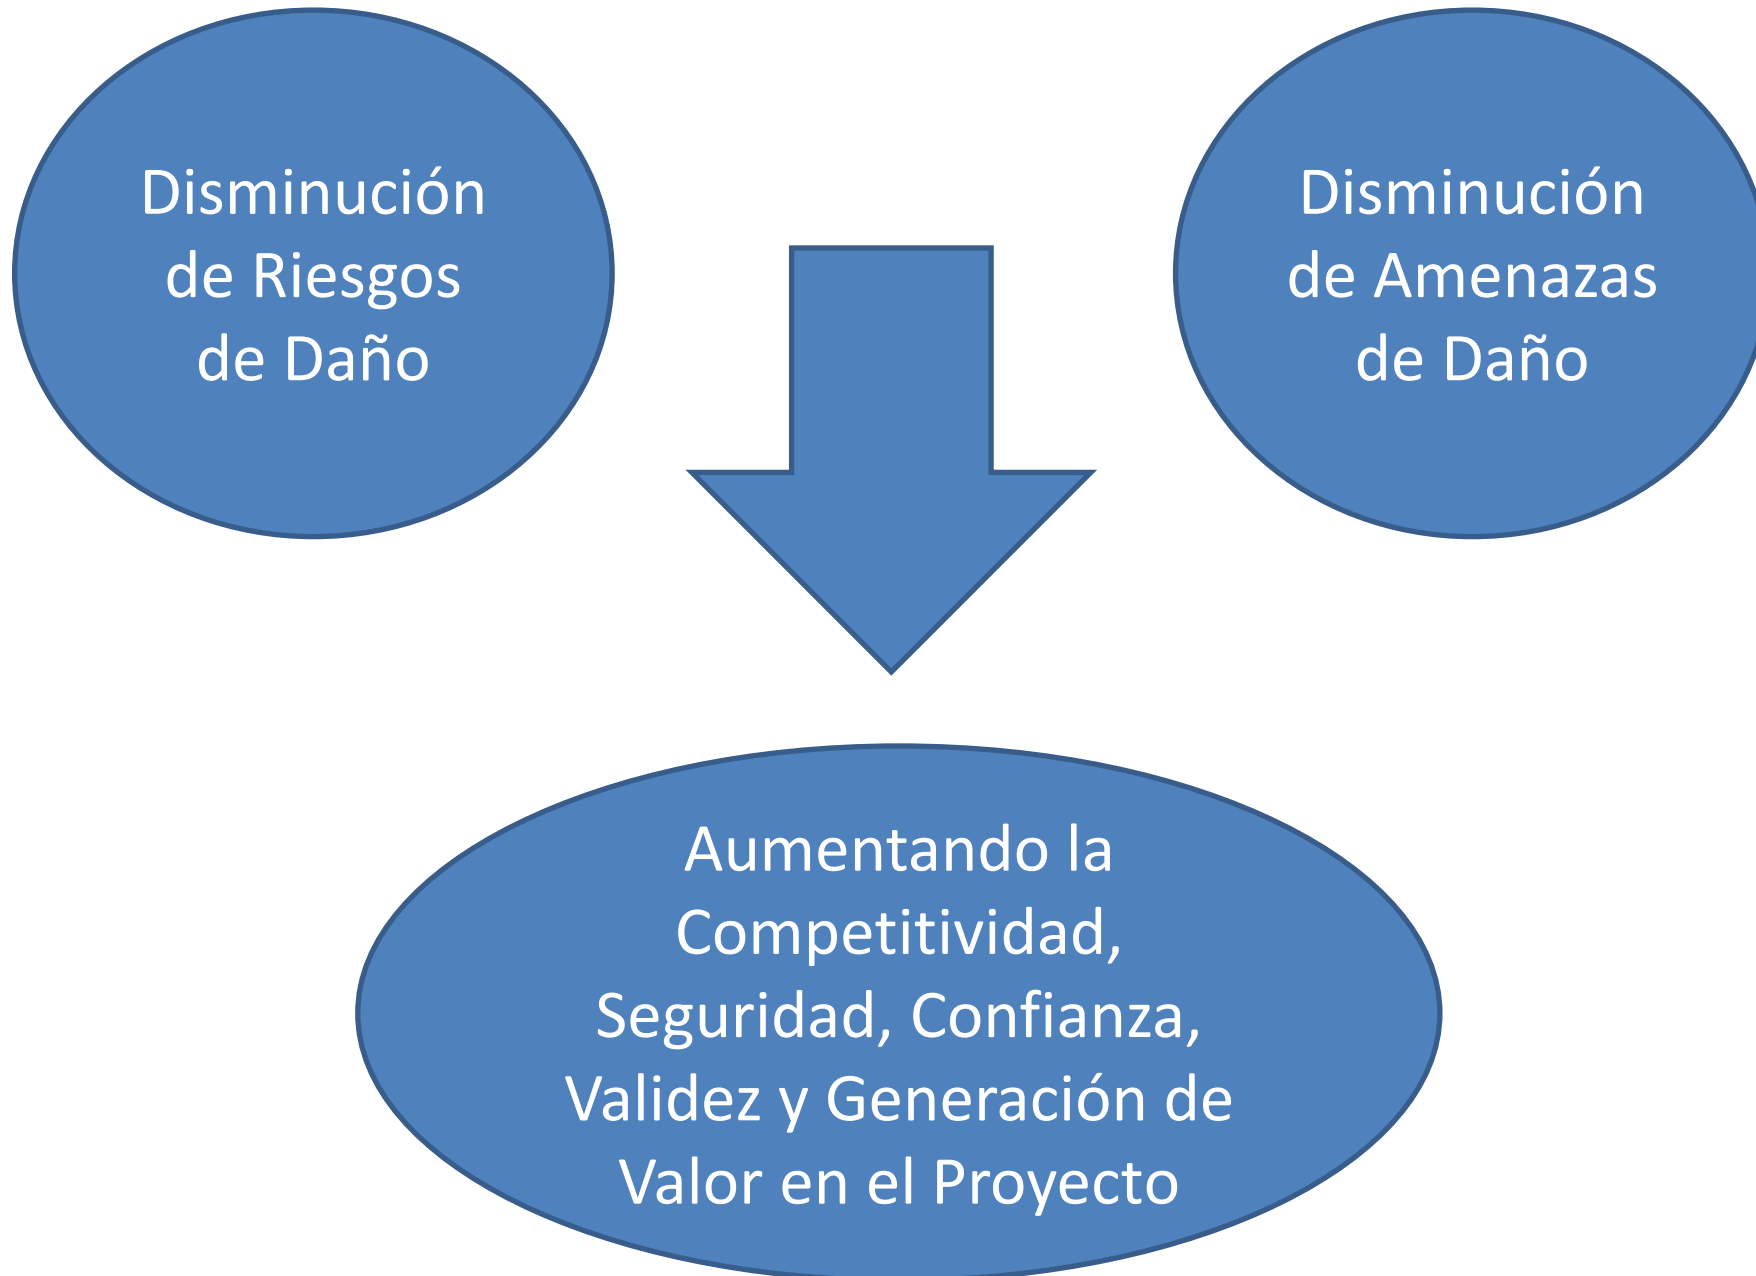 Disminución
de Riesgos
de Daño
Disminución
de Amenazas
de Daño
Aumentando la
Competitividad,
Seguridad, Confianza,
Validez y Generación de
Valor en el Proyecto